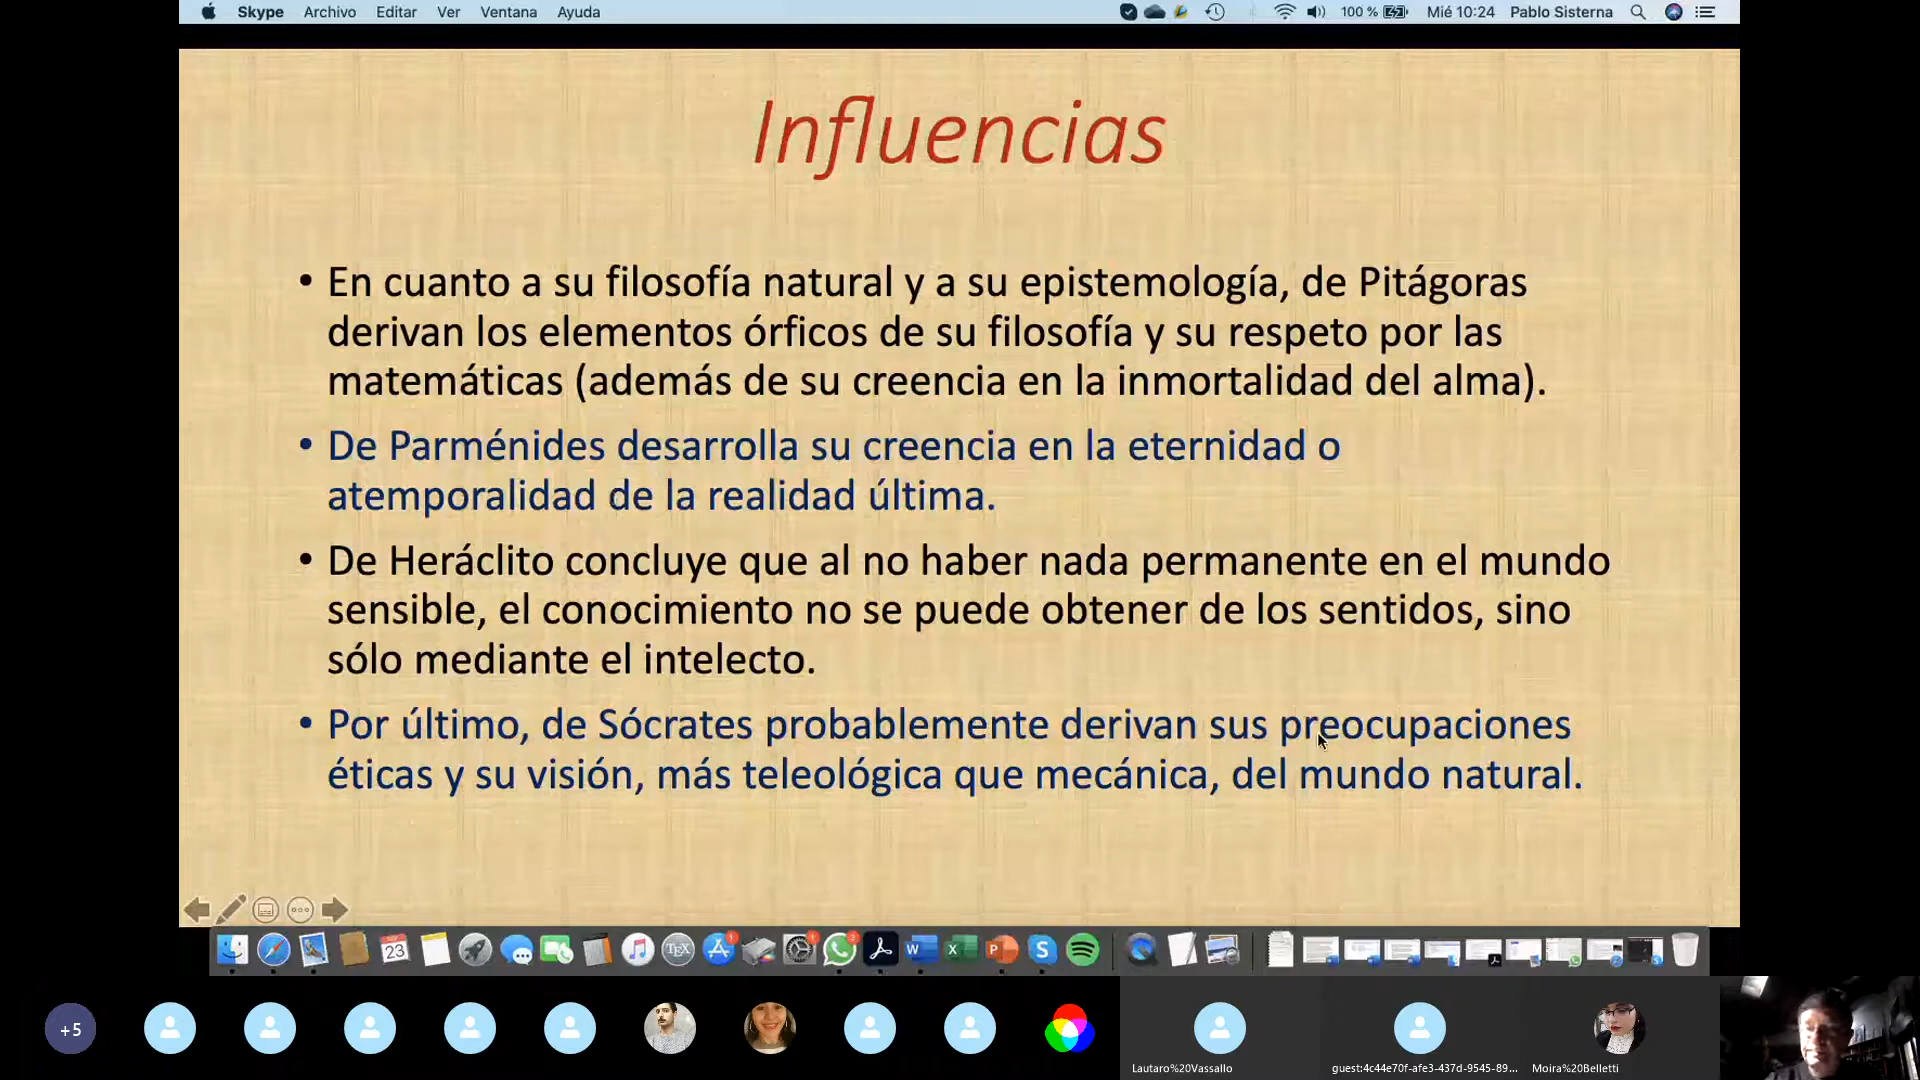 Skype Archivo Editar Ver Ventana Ayuda 100 % Mié 10:24 Pablo Sisterna
Influencias
• En cuanto a su filosofía natural y a su epistemología, de Pitágoras
derivan los elementos órficos de su filosofía y su respeto por las
matemáticas (además de su creencia en la inmortalidad del alma).
• De Parménides desarrolla su creencia en la eternidad o
atemporalidad de la realidad última.
• De Heráclito concluye que al no haber nada permanente en el mundo
sensible, el conocimiento no se puede obtener de los sentidos, sino
sólo mediante el intelecto.
• Por último, de Sócrates probablemente derivan sus preocupaciones
éticas y su visión, más teleológica que mecánica, del mundo natural.
23
TEX
W
X
P
S
+5
Lautaro%20Vassallo
guest:4c44e70f-afe3-437d-9545-89...
Moira%20Belletti